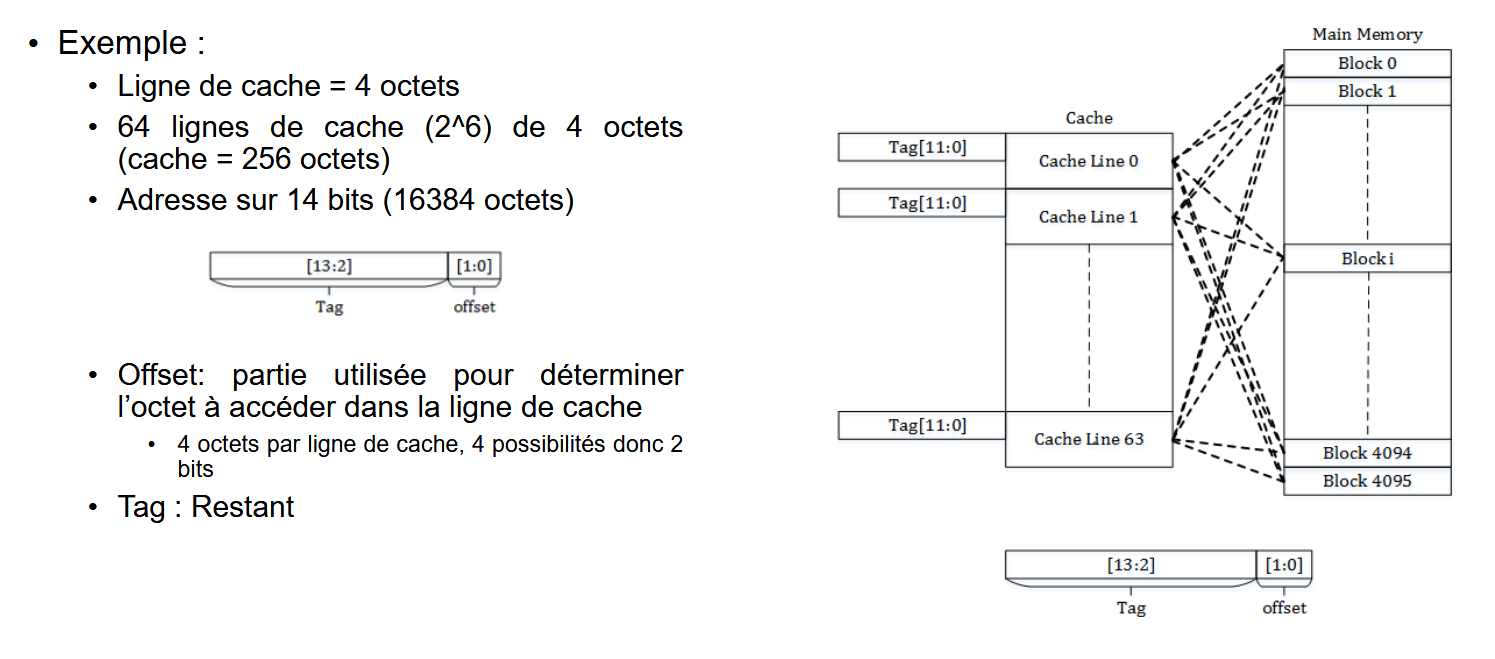 • Exemple :
• Ligne de cache = 4 octets
• 64 lignes de cache (2^6) de 4 octets
(cache = 256 octets)
• Adresse sur 14 bits (16384 octets)
[13:2] [1:0]
Tag offset
• Offset: partie utilisée pour déterminer
l’octet à accéder dans la ligne de cache
• 4 octets par ligne de cache, 4 possibilités donc 2
bits
• Tag : Restant
Main Memory
Block 0
Block 1
Cache
Tag[11:0] Cache Line 0
Tag[11:0] Cache Line 1
Block i
Tag[11:0] Cache Line 63
Block 4094
Block 4095
[13:2] [1:0]
Tag offset